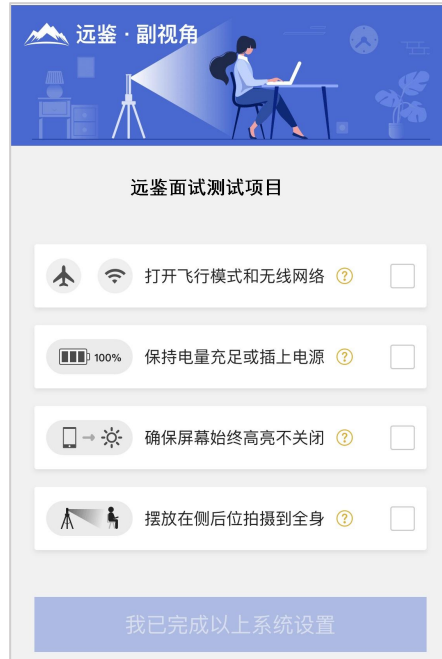 远鉴·副视角
远鉴面试测试项目
打开飞行模式和无线网络 ?
100% 保持电量充足或插上电源 ?
确保屏幕始终高亮不关闭 ?
摆放在侧后位拍摄到全身 ?
我已完成以上系统设置